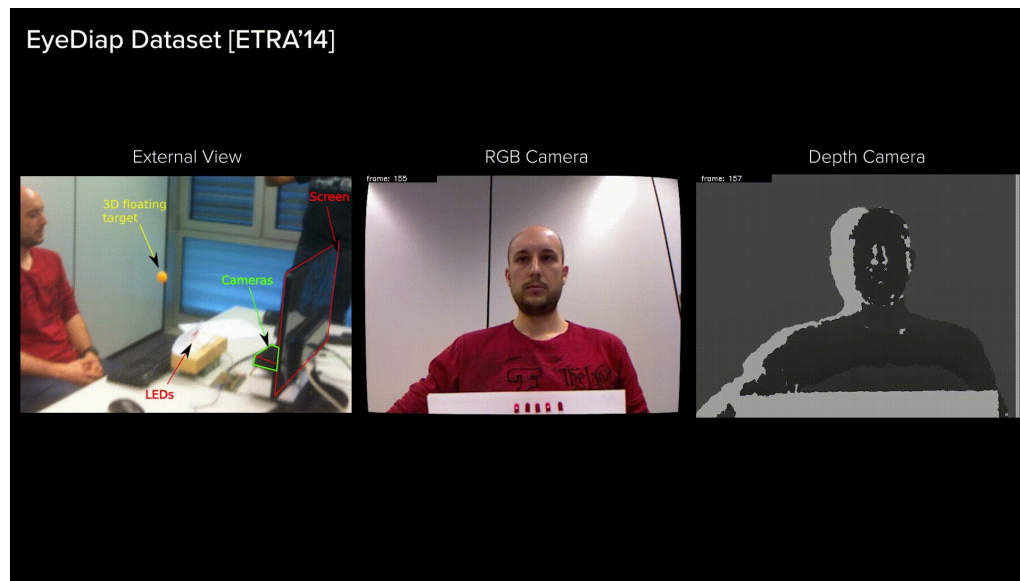 EyeDiap Dataset [ETRA'14]
External View
RGB Camera
Depth Camera
3D floating
target
Screen
Cameras
LEDs
frame: 155
frame: 157